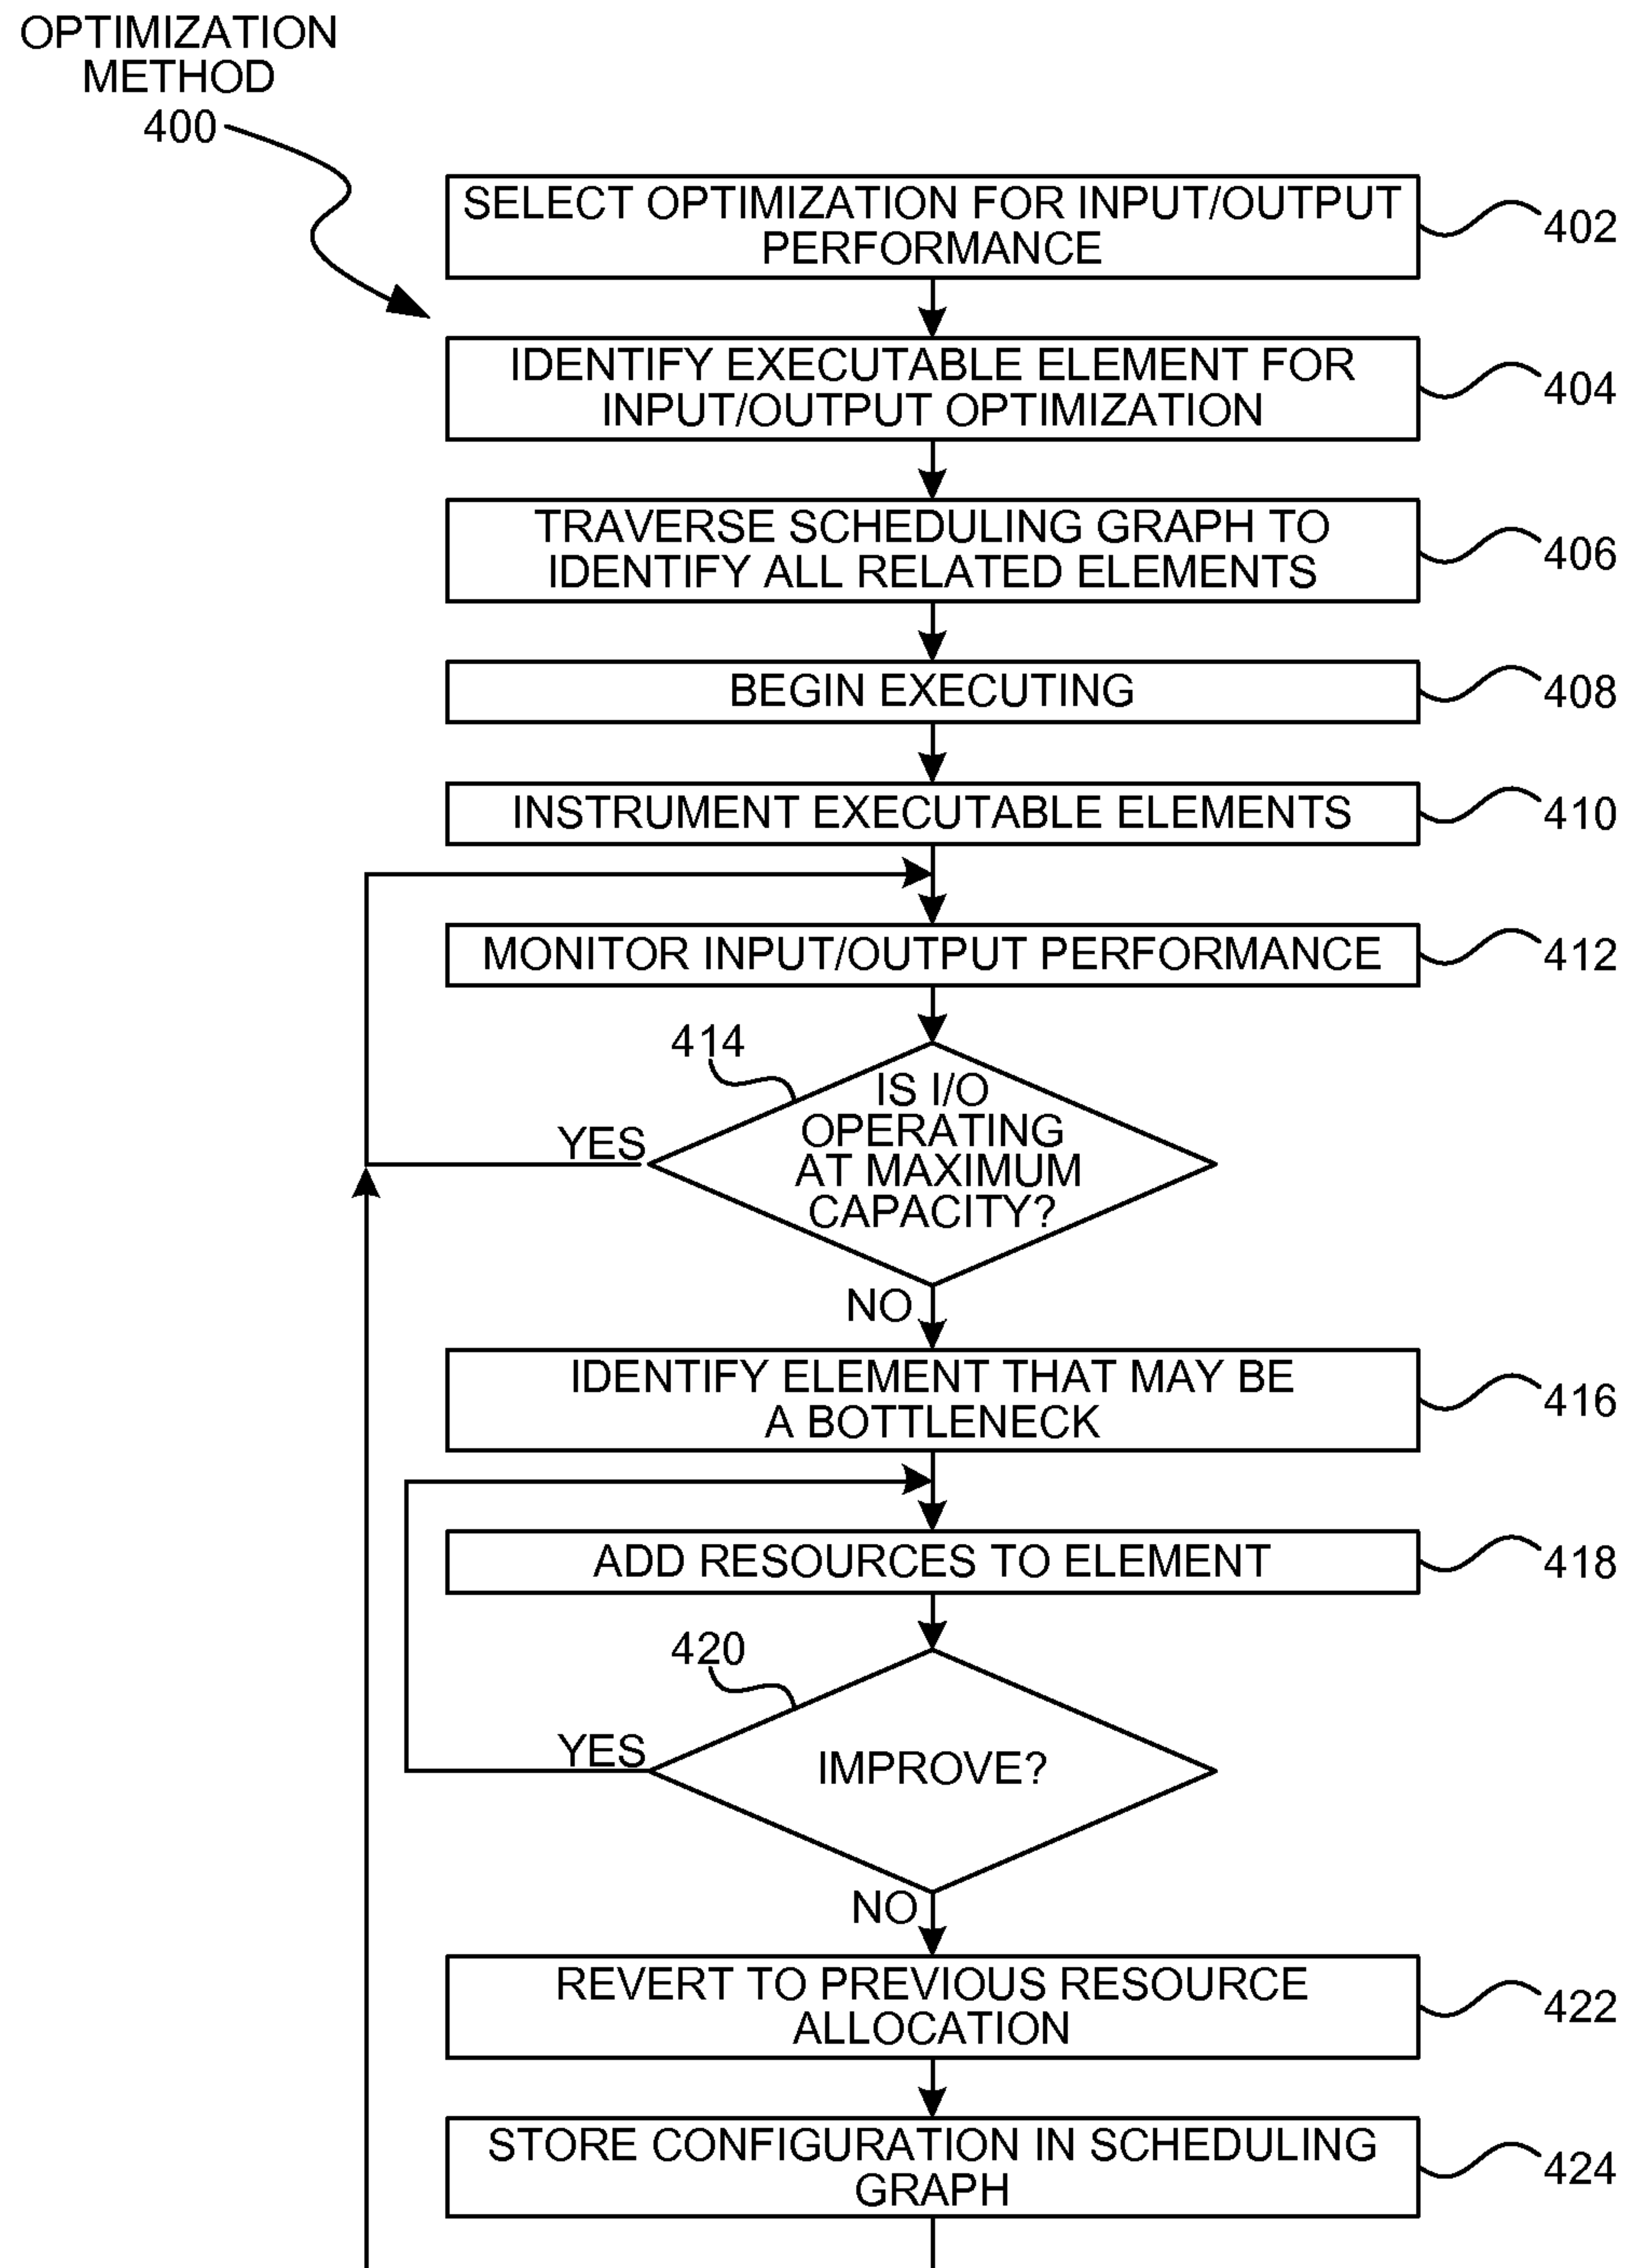 OPTIMIZATION
METHOD
400
SELECT OPTIMIZATION FOR INPUT/OUTPUT
PERFORMANCE
402
IDENTIFY EXECUTABLE ELEMENT FOR
INPUT/OUTPUT OPTIMIZATION
404
TRAVERSE SCHEDULING GRAPH TO
IDENTIFY ALL RELATED ELEMENTS
406
BEGIN EXECUTING
408
INSTRUMENT EXECUTABLE ELEMENTS
410
MONITOR INPUT/OUTPUT PERFORMANCE
412
414
IS I/O
OPERATING
AT MAXIMUM
CAPACITY?
YES
NO
IDENTIFY ELEMENT THAT MAY BE
A BOTTLENECK
416
ADD RESOURCES TO ELEMENT
418
420
IMPROVE?
YES
NO
REVERT TO PREVIOUS RESOURCE
ALLOCATION
422
STORE CONFIGURATION IN SCHEDULING
GRAPH
424